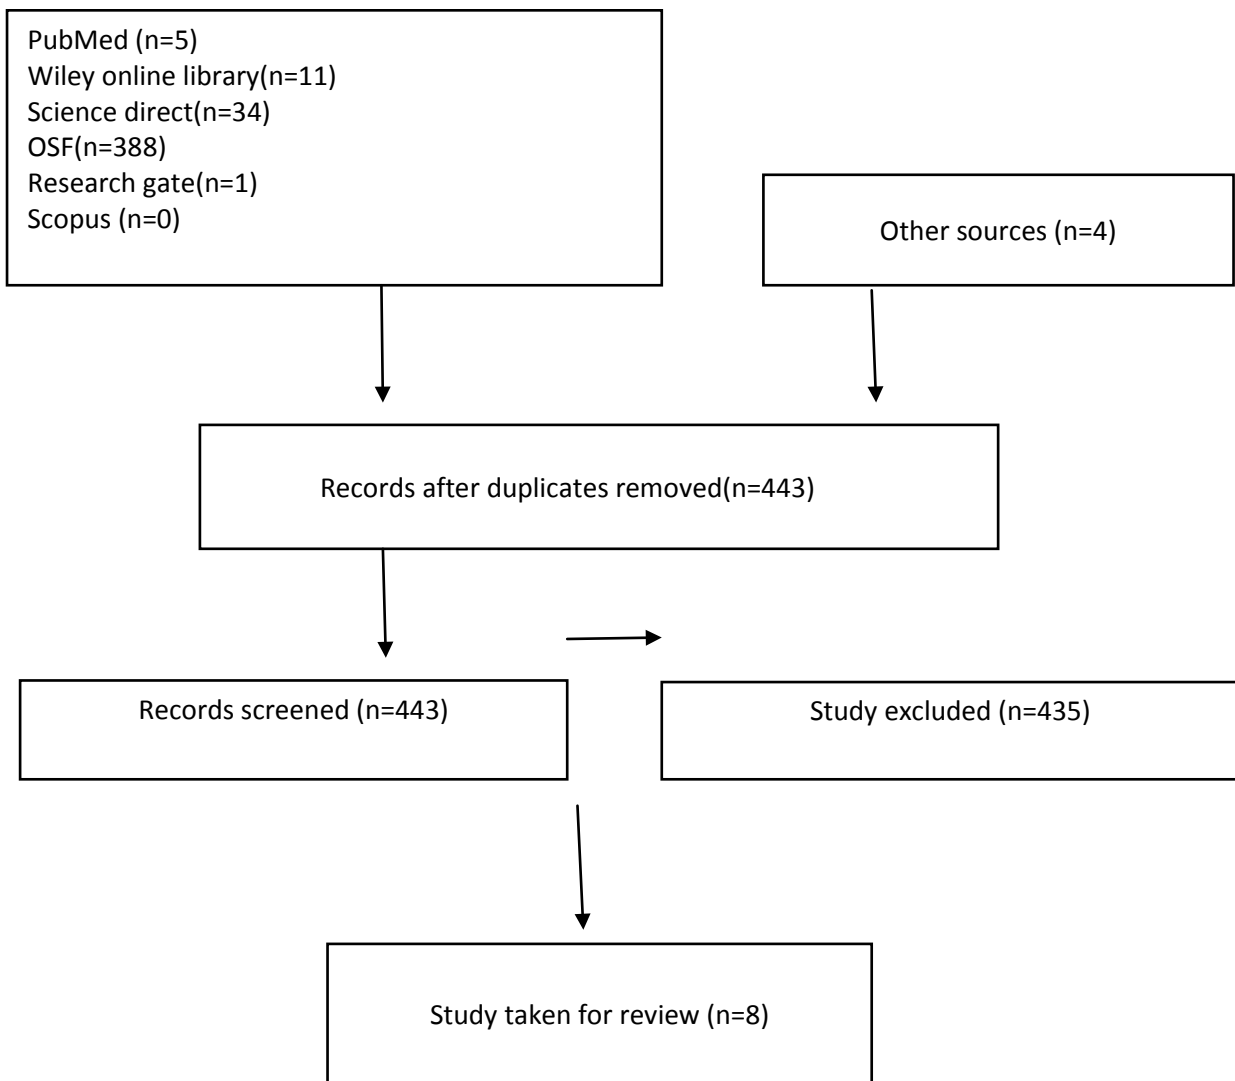 PubMed (n=5)
Wiley online library(n=11)
Science direct(n=34)
OSF(n=388)
Research gate(n=1)
Scopus (n=0)
Other sources (n=4)
Records after duplicates removed(n=443)
Records screened (n=443)
Study excluded (n=435)
Study taken for review (n=8)